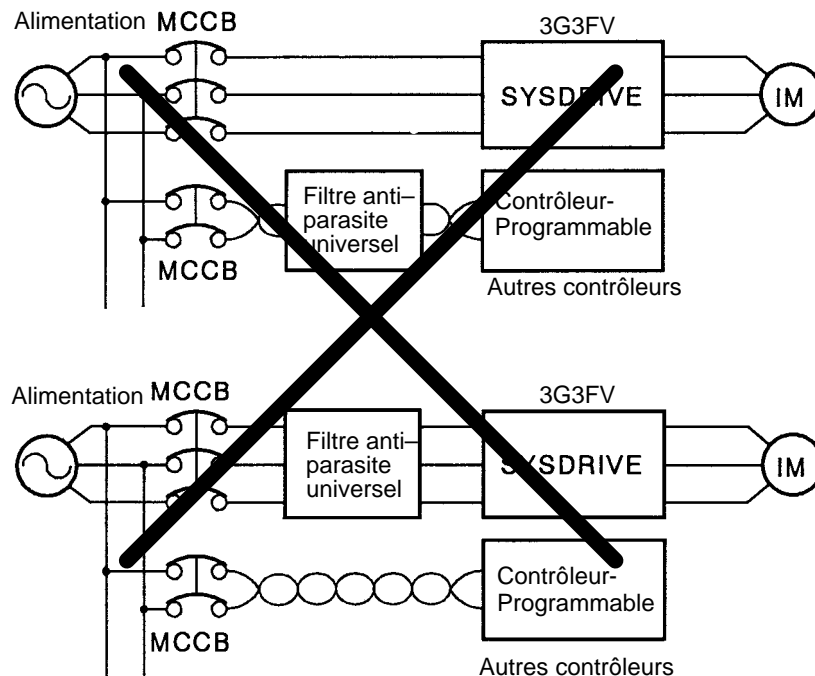 Alimentation MCCB
3G3FV
SYSDRIVE
IM
Filtre anti–
parasite
universel
Contrôleur-
Programmable
MCCB
Autres contrôleurs
Alimentation MCCB
3G3FV
Filtre anti–
parasite
universel
SYSDRIVE
IM
Contrôleur-
Programmable
MCCB
Autres contrôleurs